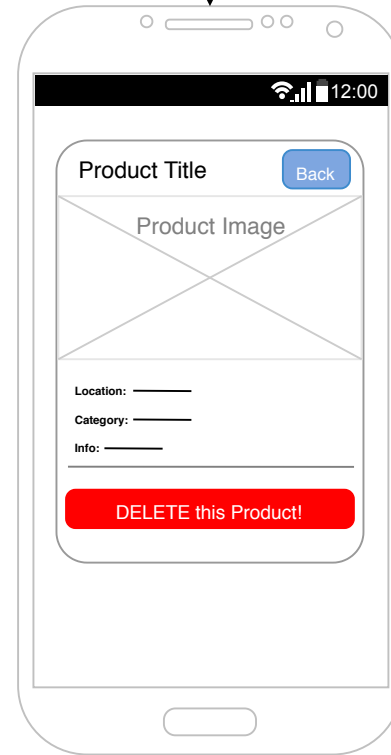 12:00
Product Title
Back
Product Image
Location:
Category:
Info:
DELETE this Product!